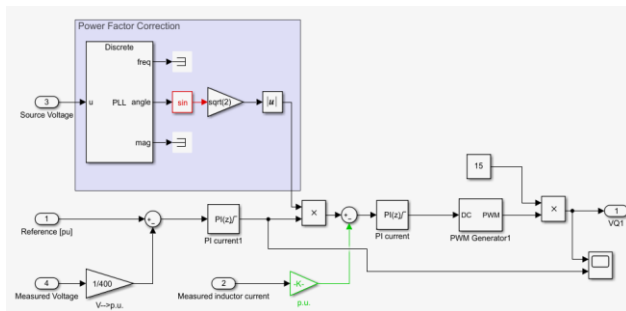 Power Factor Correction
Discrete
freq
3
Source Voltage
u
PLL
angle
sin
sqrt(2)
|u|
mag
15
1
Reference [pu]
+
−
PI(z)
PI current1
×
+
−
PI(z)
PI current
DC
PWM
PWM Generator1
×
1
VQ1
4
Measured Voltage
1/400
V-->p.u.
2
Measured inductor current
-K-
p.u.